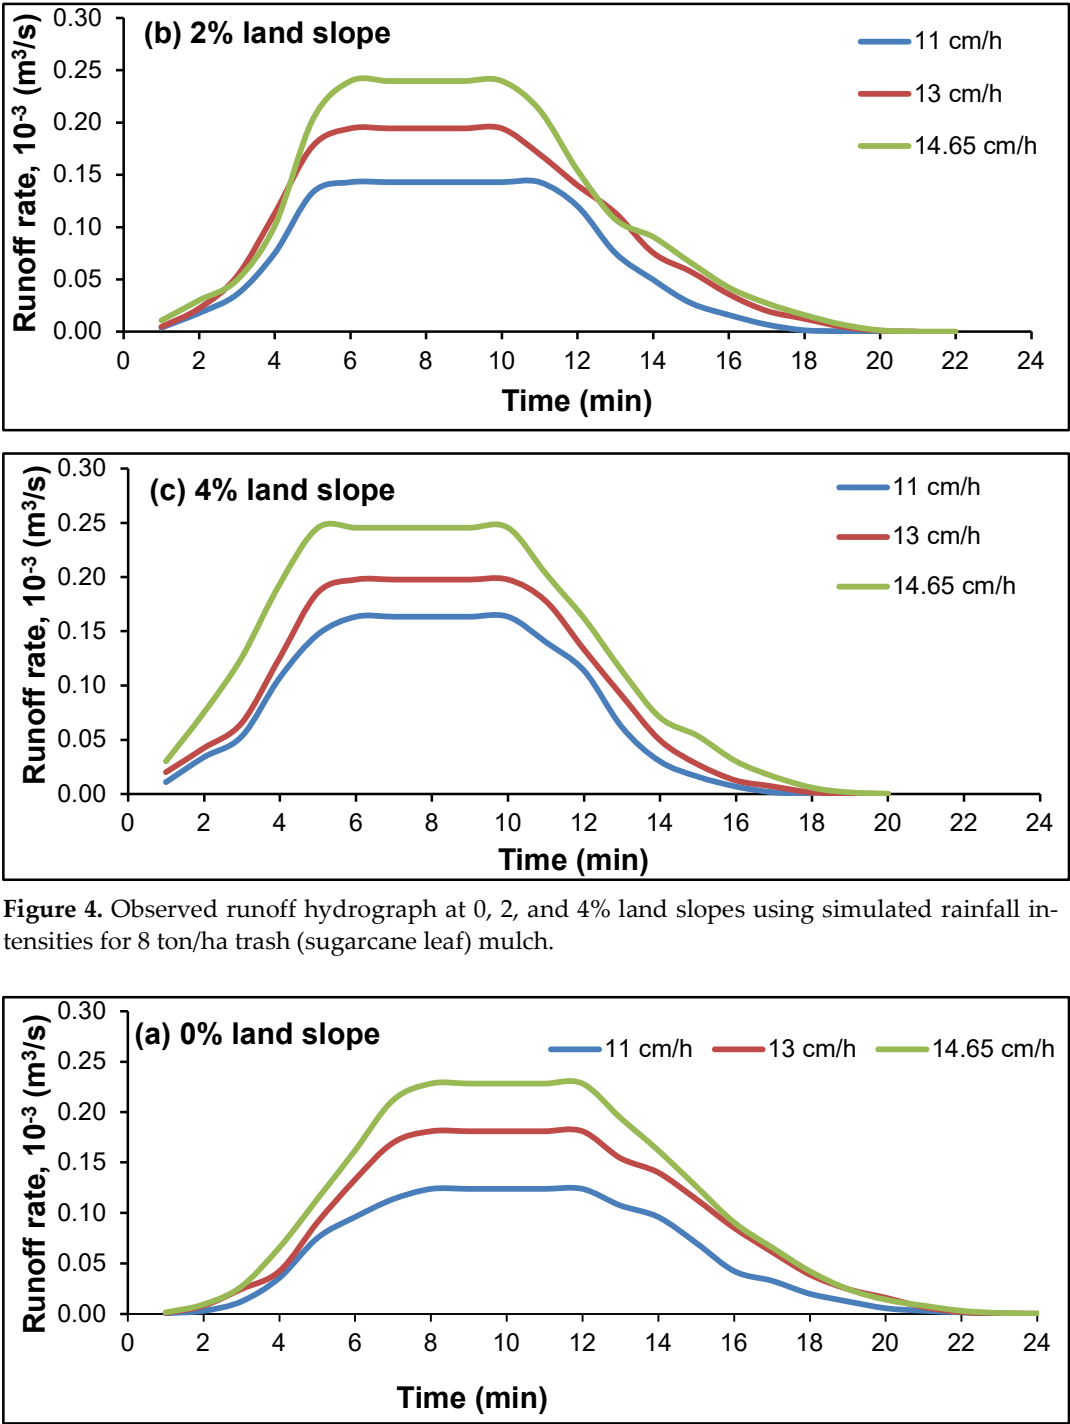 (b) 2% land slope
11 cm/h
13 cm/h
14.65 cm/h
Runoff rate, 10⁻³ (m³/s)
0.30
0.25
0.20
0.15
0.10
0.05
0.00
0 2 4 6 8 10 12 14 16 18 20 22 24
Time (min)
(c) 4% land slope
11 cm/h
13 cm/h
14.65 cm/h
Runoff rate, 10⁻³ (m³/s)
0.30
0.25
0.20
0.15
0.10
0.05
0.00
0 2 4 6 8 10 12 14 16 18 20 22 24
Time (min)
Figure 4. Observed runoff hydrograph at 0, 2, and 4% land slopes using simulated rainfall in-
tensities for 8 ton/ha trash (sugarcane leaf) mulch.
(a) 0% land slope
11 cm/h 13 cm/h 14.65 cm/h
Runoff rate, 10⁻³ (m³/s)
0.30
0.25
0.20
0.15
0.10
0.05
0.00
0 2 4 6 8 10 12 14 16 18 20 22 24
Time (min)